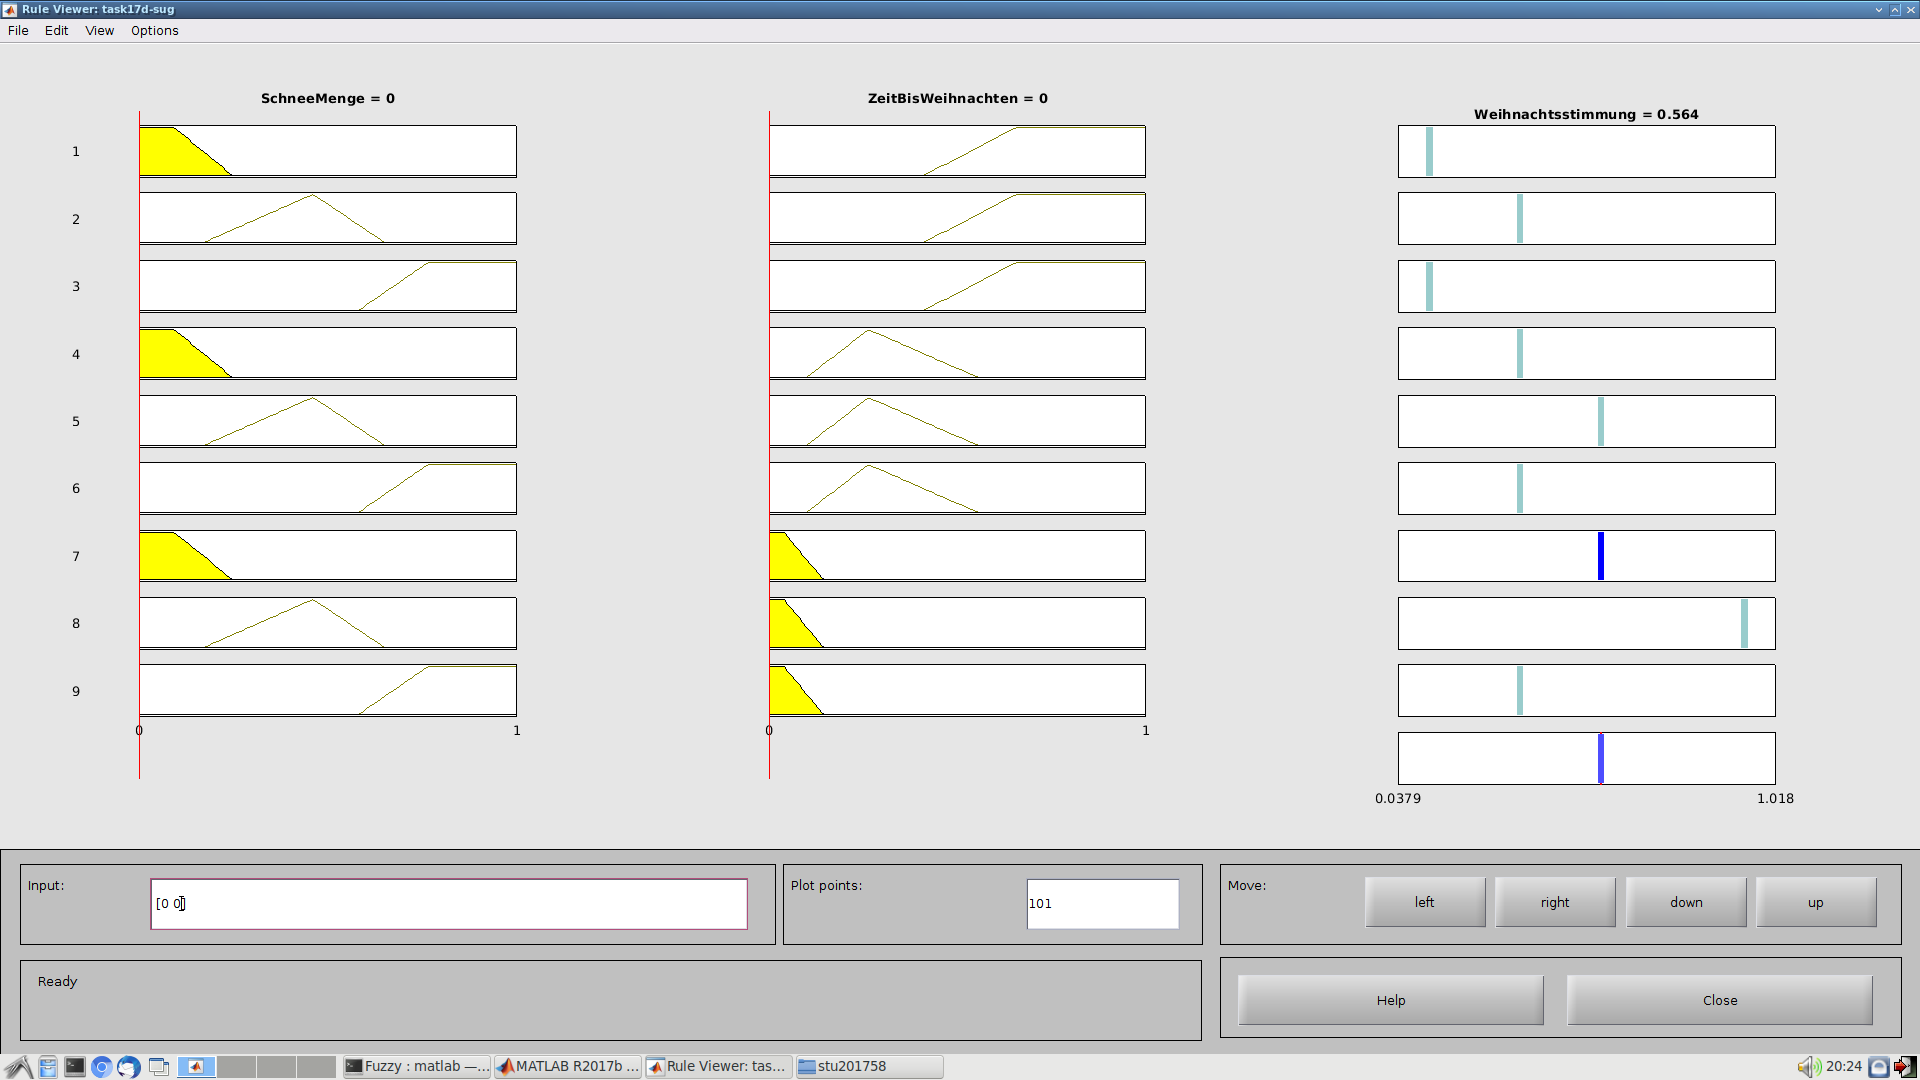 Rule Viewer: task17d-sug
File Edit View Options
SchneeMenge = 0
ZeitBisWeihnachten = 0
Weihnachtsstimmung = 0.564
1
2
3
4
5
6
7
8
9
0 1
0 1
0.0379 1.018
Input:
[0 0]
Plot points:
101
Move:
left right down up
Ready
Help Close
Fuzzy : matlab —...
MATLAB R2017b ...
Rule Viewer: tas...
stu201758
20:24